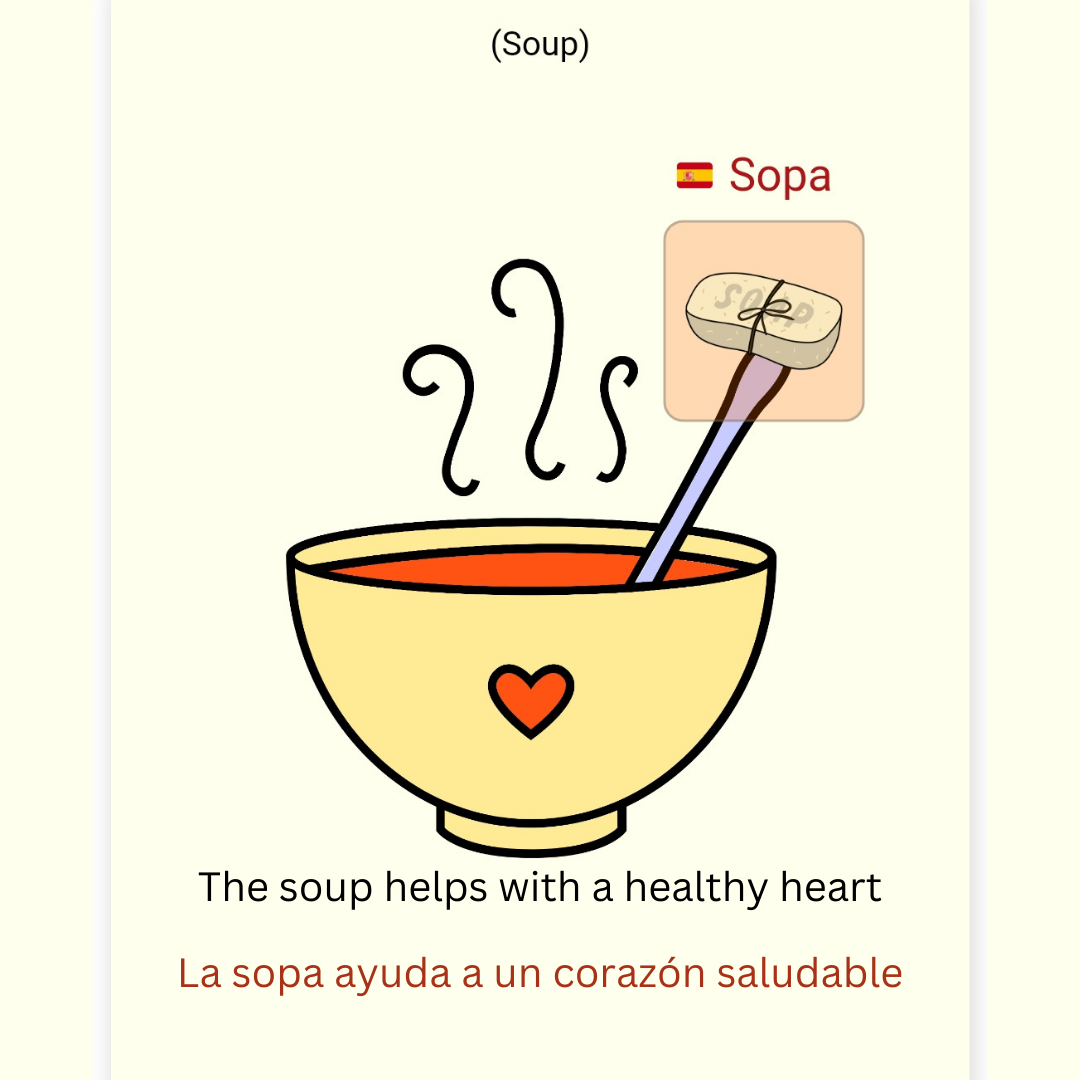 (Soup)
Sopa
SOAP
The soup helps with a healthy heart
La sopa ayuda a un corazón saludable